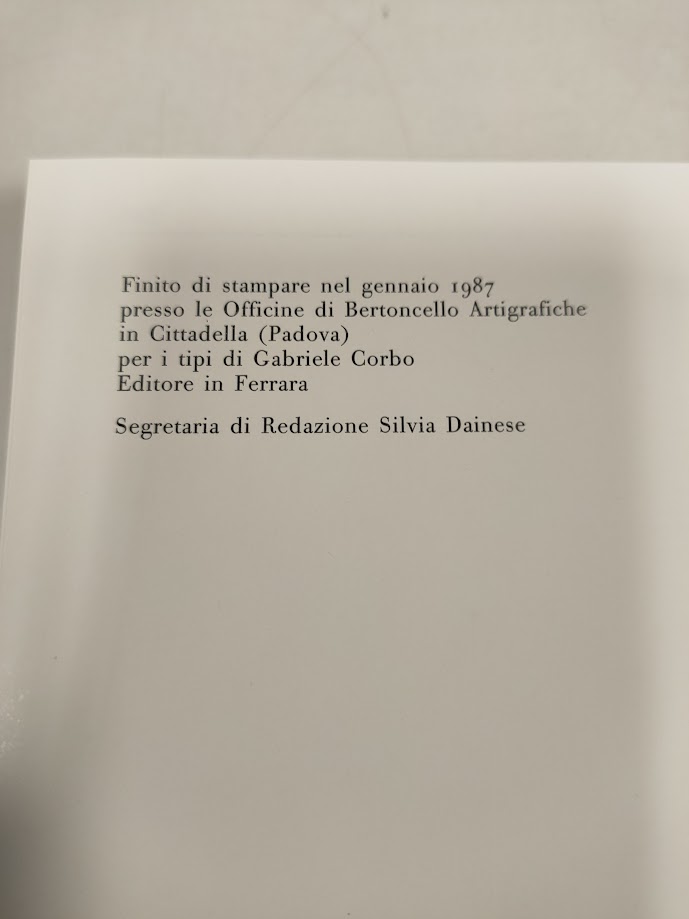 Finito di stampare nel gennaio 1987
presso le Officine di Bertoncello Artigrafiche
in Cittadella (Padova)
per i tipi di Gabriele Corbo
Editore in Ferrara
Segretaria di Redazione Silvia Dainese